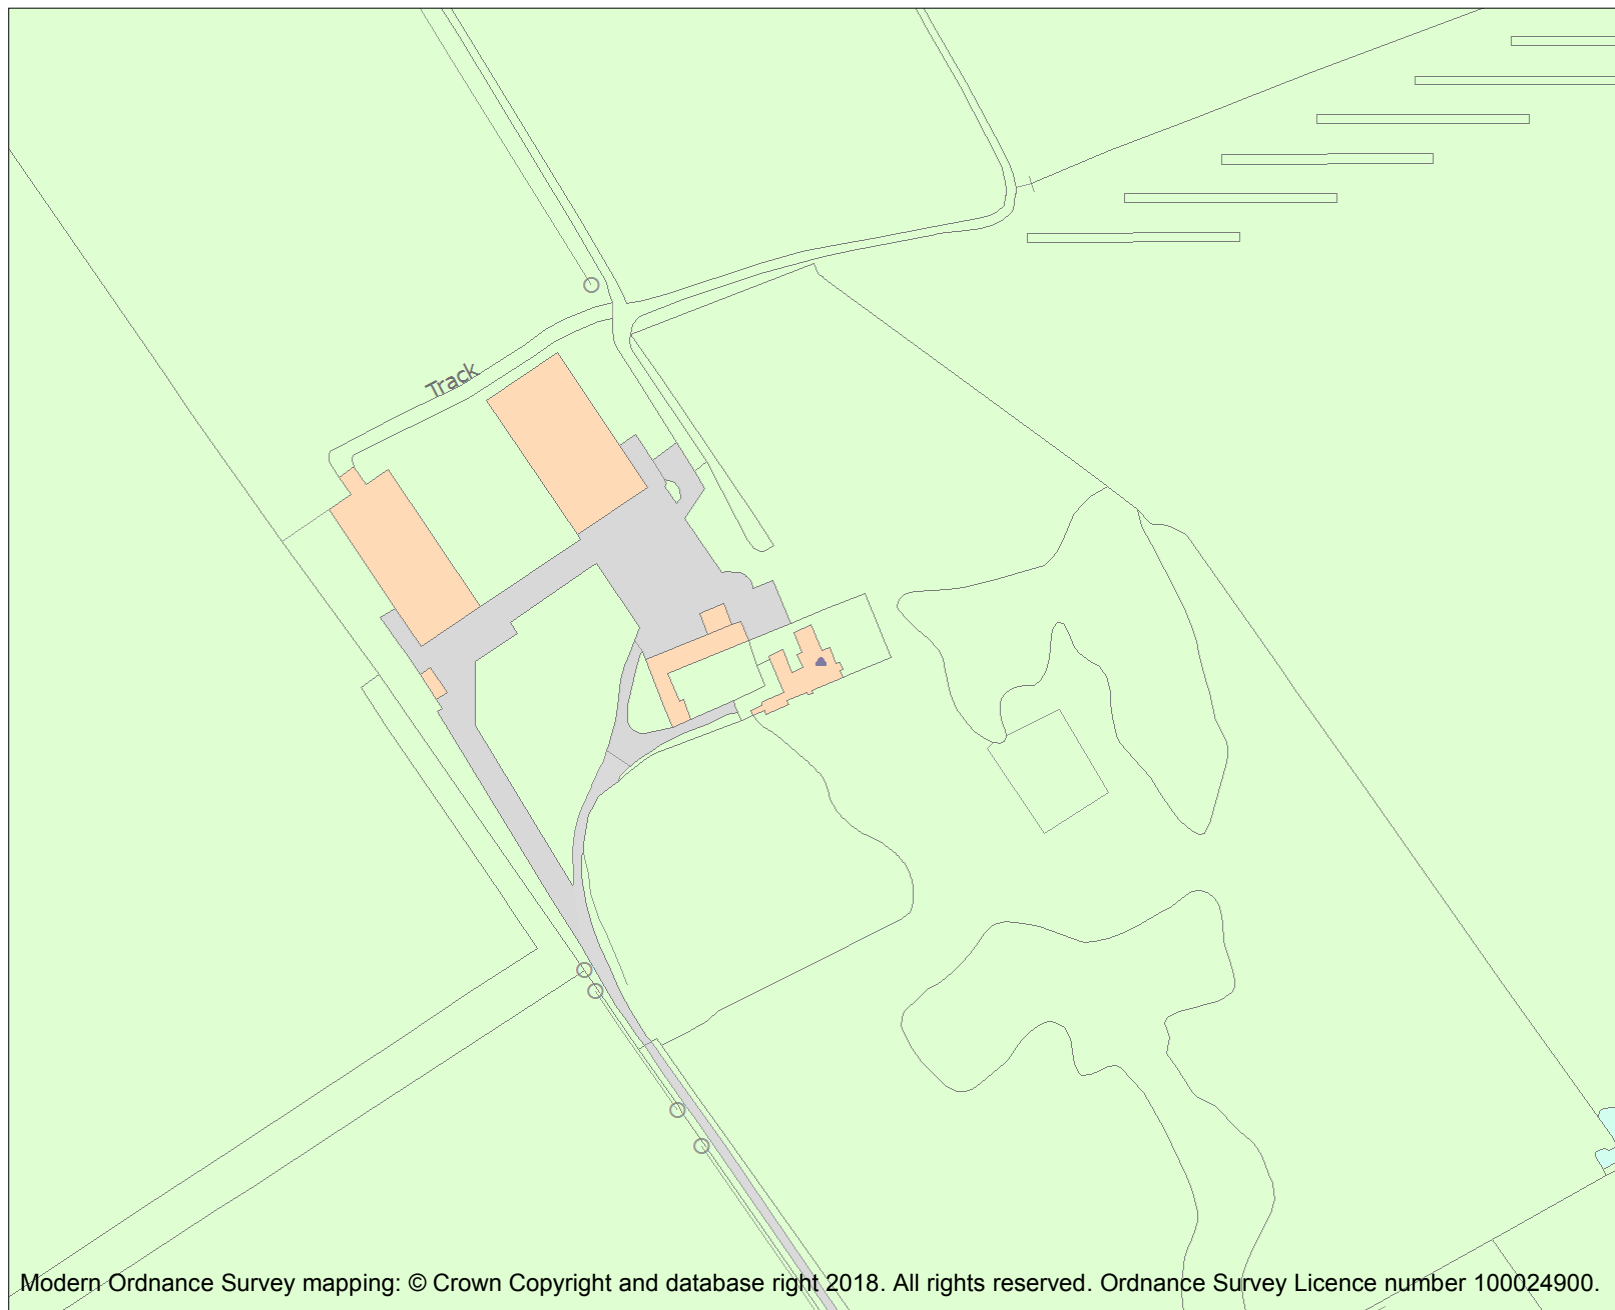 Track
Modern Ordnance Survey mapping: © Crown Copyright and database right 2018. All rights reserved. Ordnance Survey Licence number 100024900.